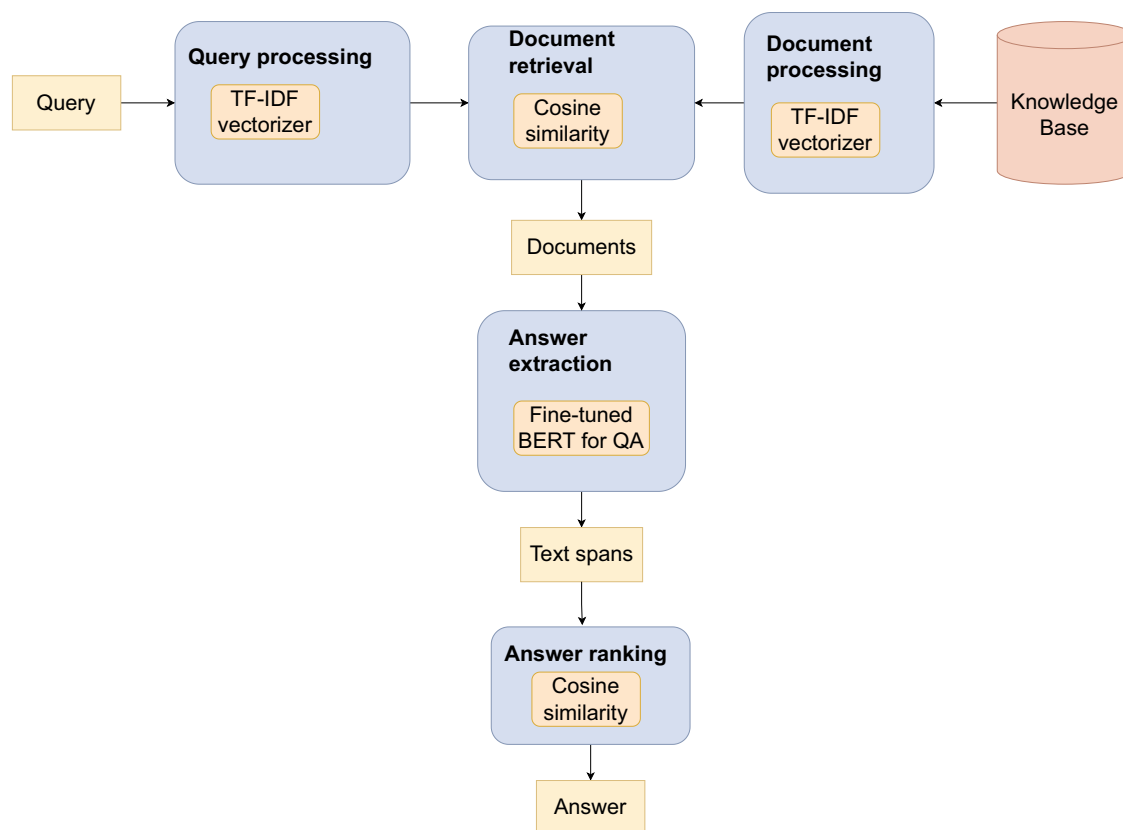 Query
Query processing
TF-IDF
vectorizer
Document
retrieval
Cosine
similarity
Document
processing
TF-IDF
vectorizer
Knowledge
Base
Documents
Answer
extraction
Fine-tuned
BERT for QA
Text spans
Answer ranking
Cosine
similarity
Answer